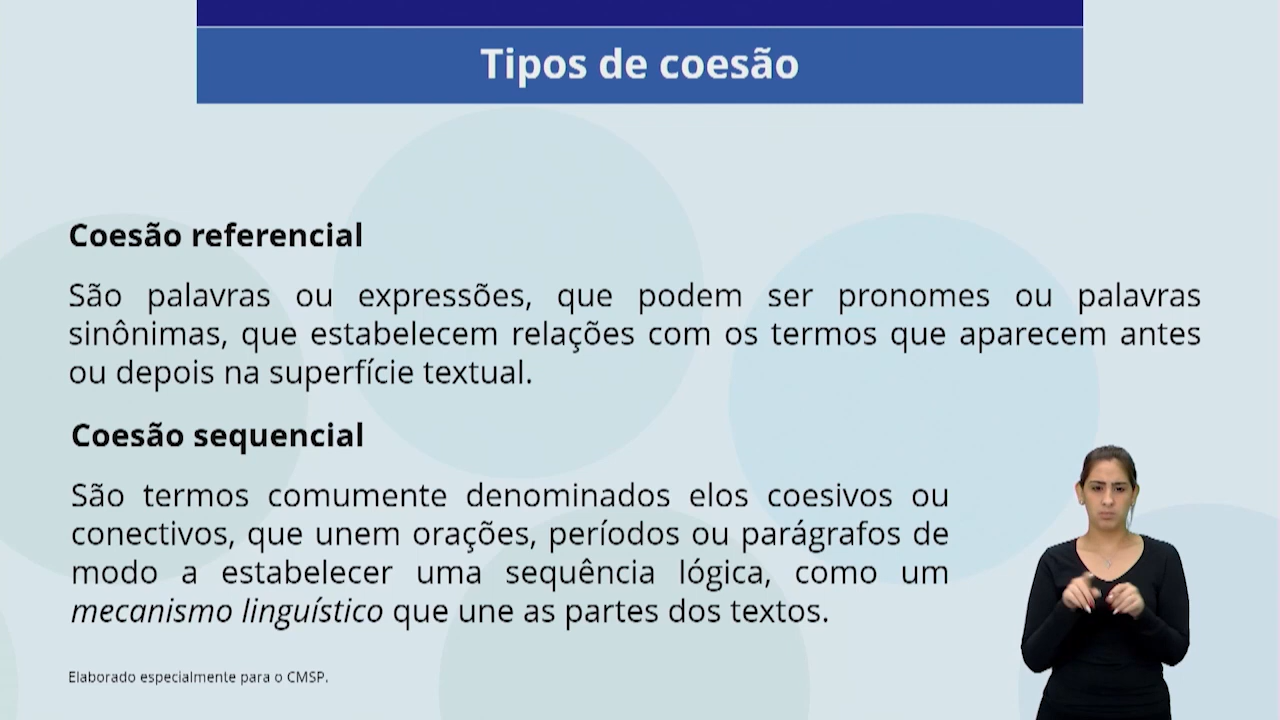 Tipos de coesão
Coesão referencial
São palavras ou expressões, que podem ser pronomes ou palavras
sinônimas, que estabelecem relações com os termos que aparecem antes
ou depois na superfície textual.
Coesão sequencial
São termos comumente denominados elos coesivos ou
conectivos, que unem orações, períodos ou parágrafos de
modo a estabelecer uma sequência lógica, como um
mecanismo linguístico que une as partes dos textos.
Elaborado especialmente para o CMSP.